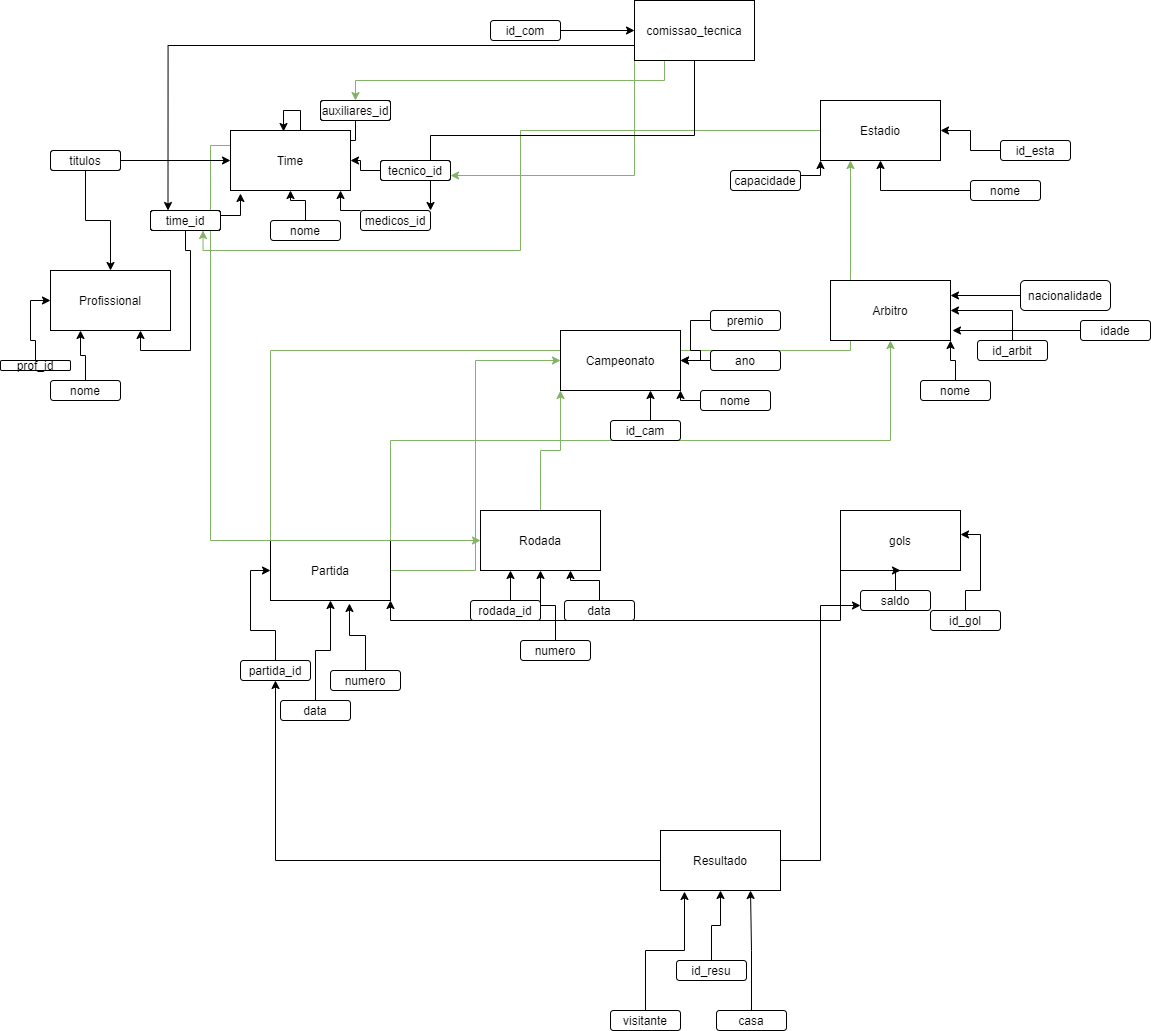 id_com
comissao_tecnica
auxiliares_id
Estadio
titulos
Time
tecnico_id
id_esta
capacidade
nome
time_id
nome
medicos_id
Profissional
nacionalidade
Arbitro
premio
idade
prof_id
Campeonato
ano
id_arbit
nome
nome
nome
id_cam
Rodada
gols
Partida
rodada_id
data
saldo
id_gol
numero
partida_id
numero
data
Resultado
id_resu
visitante
casa